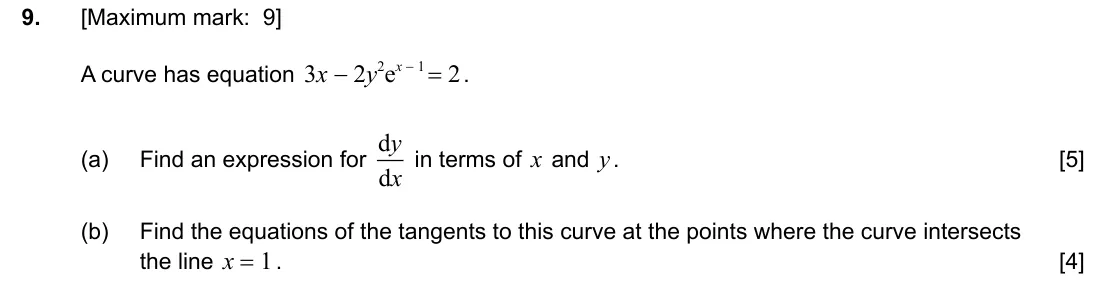 9. [Maximum mark: 9]
A curve has equation 3x − 2y²eˣ⁻¹ = 2.
(a) Find an expression for dy/dx in terms of x and y. [5]
(b) Find the equations of the tangents to this curve at the points where the curve intersects
the line x = 1. [4]